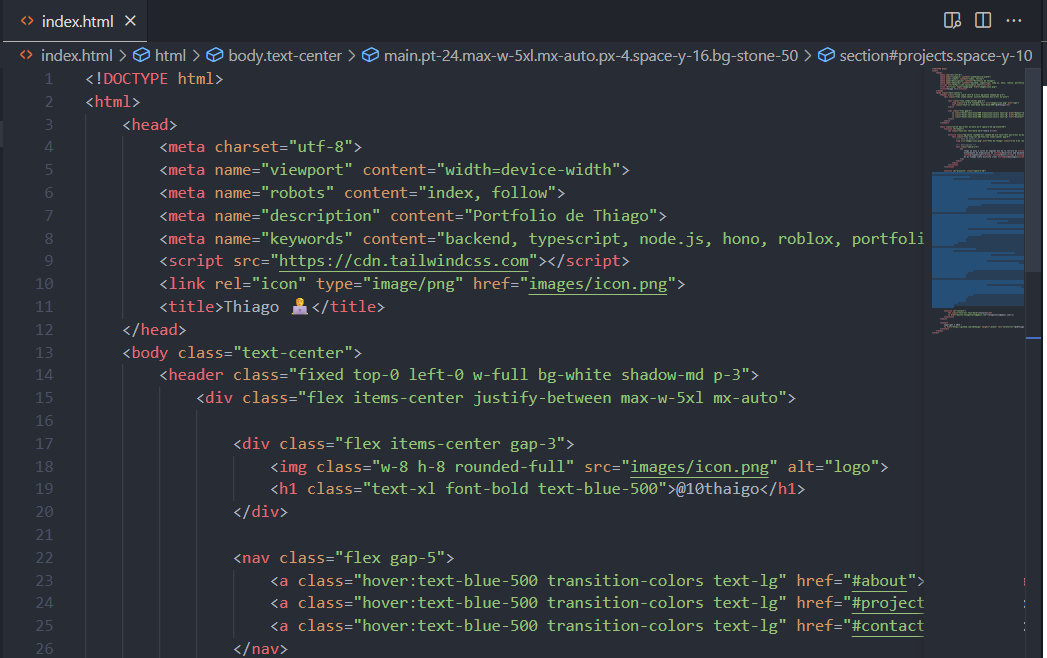 index.html
index.html > html > body.text-center > main.pt-24.max-w-5xl.mx-auto.px-4.space-y-16.bg-stone-50 > section#projects.space-y-10
1 <!DOCTYPE html>
2 <html>
3 <head>
4 <meta charset="utf-8">
5 <meta name="viewport" content="width=device-width">
6 <meta name="robots" content="index, follow">
7 <meta name="description" content="Portfolio de Thiago">
8 <meta name="keywords" content="backend, typescript, node.js, hono, roblox, portfoli
9 <script src="https://cdn.tailwindcss.com"></script>
10 <link rel="icon" type="image/png" href="images/icon.png">
11 <title>Thiago 🧑‍💻</title>
12 </head>
13 <body class="text-center">
14 <header class="fixed top-0 left-0 w-full bg-white shadow-md p-3">
15 <div class="flex items-center justify-between max-w-5xl mx-auto">
16
17 <div class="flex items-center gap-3">
18 <img class="w-8 h-8 rounded-full" src="images/icon.png" alt="logo">
19 <h1 class="text-xl font-bold text-blue-500">@10thaigo</h1>
20 </div>
21
22 <nav class="flex gap-5">
23 <a class="hover:text-blue-500 transition-colors text-lg" href="#about">
24 <a class="hover:text-blue-500 transition-colors text-lg" href="#project
25 <a class="hover:text-blue-500 transition-colors text-lg" href="#contact
26 </nav>